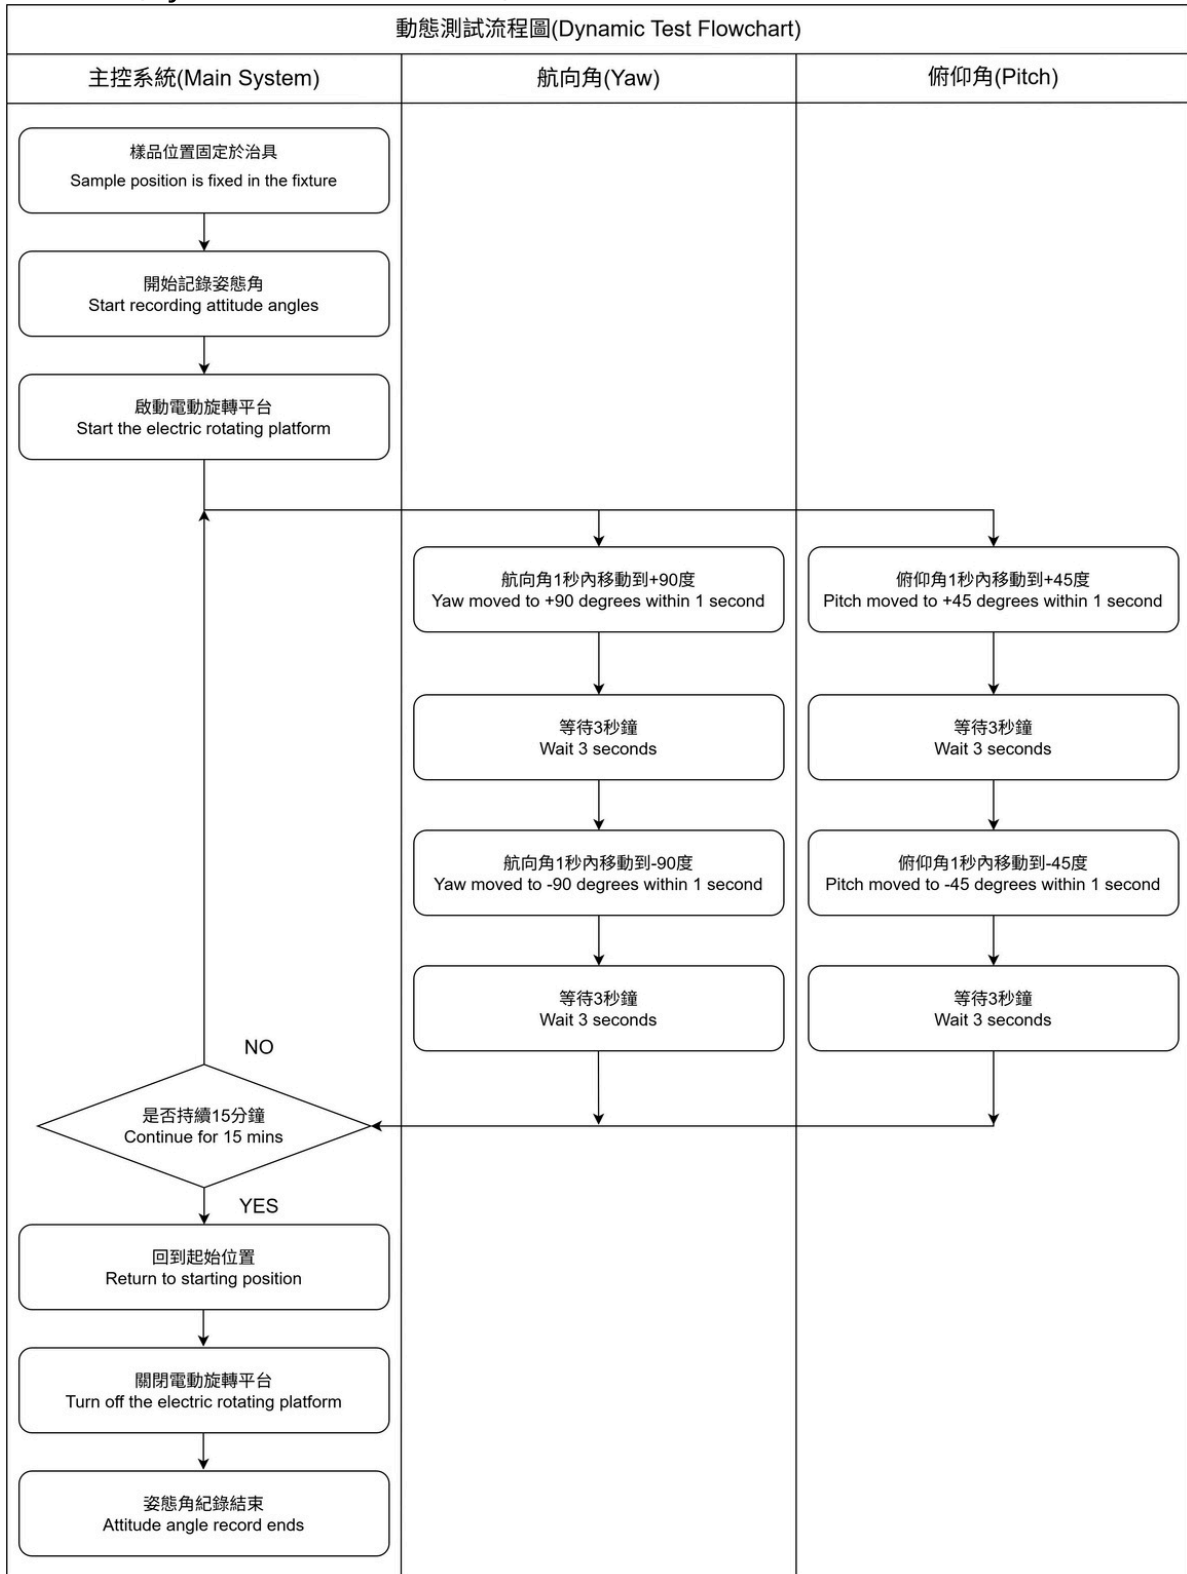 動態測試流程圖(Dynamic Test Flowchart)
主控系統(Main System)
航向角(Yaw)
俯仰角(Pitch)
樣品位置固定於治具
Sample position is fixed in the fixture
開始記錄姿態角
Start recording attitude angles
啟動電動旋轉平台
Start the electric rotating platform
航向角1秒內移動到+90度
Yaw moved to +90 degrees within 1 second
俯仰角1秒內移動到+45度
Pitch moved to +45 degrees within 1 second
等待3秒鐘
Wait 3 seconds
等待3秒鐘
Wait 3 seconds
航向角1秒內移動到-90度
Yaw moved to -90 degrees within 1 second
俯仰角1秒內移動到-45度
Pitch moved to -45 degrees within 1 second
等待3秒鐘
Wait 3 seconds
等待3秒鐘
Wait 3 seconds
NO
是否持續15分鐘
Continue for 15 mins
YES
回到起始位置
Return to starting position
關閉電動旋轉平台
Turn off the electric rotating platform
姿態角紀錄結束
Attitude angle record ends